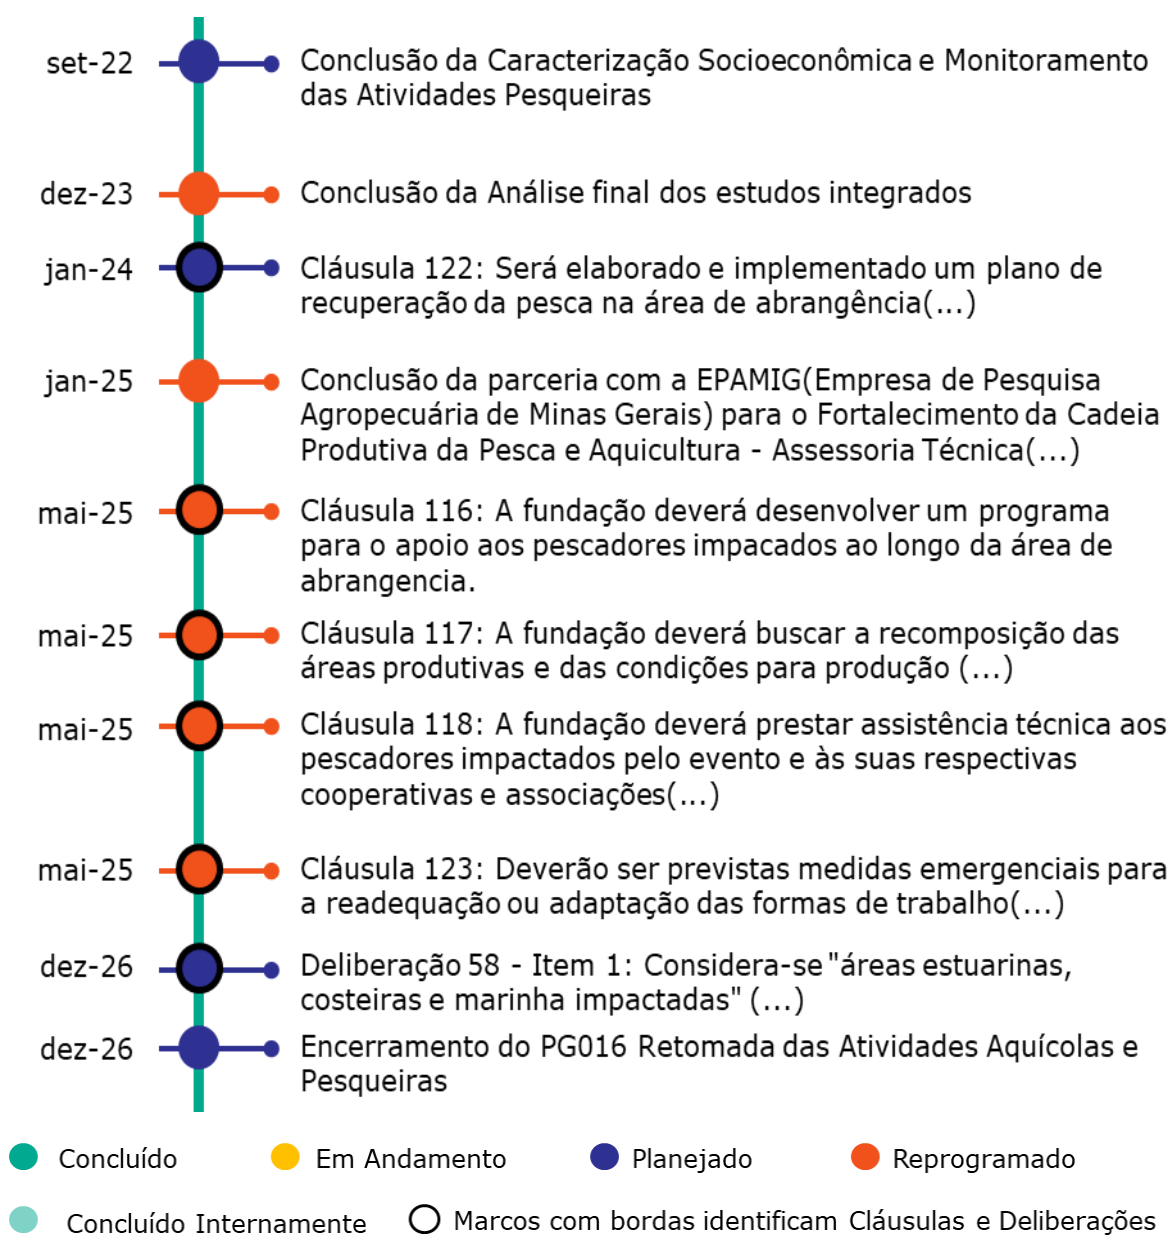 set-22
Conclusão da Caracterização Socioeconômica e Monitoramento
das Atividades Pesqueiras
dez-23
Conclusão da Análise final dos estudos integrados
jan-24
Cláusula 122: Será elaborado e implementado um plano de
recuperação da pesca na área de abrangência(...)
jan-25
Conclusão da parceria com a EPAMIG(Empresa de Pesquisa
Agropecuária de Minas Gerais) para o Fortalecimento da Cadeia
Produtiva da Pesca e Aquicultura - Assessoria Técnica(...)
mai-25
Cláusula 116: A fundação deverá desenvolver um programa
para o apoio aos pescadores impacados ao longo da área de
abrangencia.
mai-25
Cláusula 117: A fundação deverá buscar a recomposição das
áreas produtivas e das condições para produção (...)
mai-25
Cláusula 118: A fundação deverá prestar assistência técnica aos
pescadores impactados pelo evento e às suas respectivas
cooperativas e associações(...)
mai-25
Cláusula 123: Deverão ser previstas medidas emergenciais para
a readequação ou adaptação das formas de trabalho(...)
dez-26
Deliberação 58 - Item 1: Considera-se "áreas estuarinas,
costeiras e marinha impactadas" (...)
dez-26
Encerramento do PG016 Retomada das Atividades Aquícolas e
Pesqueiras
Concluído
Em Andamento
Planejado
Reprogramado
Concluído Internamente
Marcos com bordas identificam Cláusulas e Deliberações